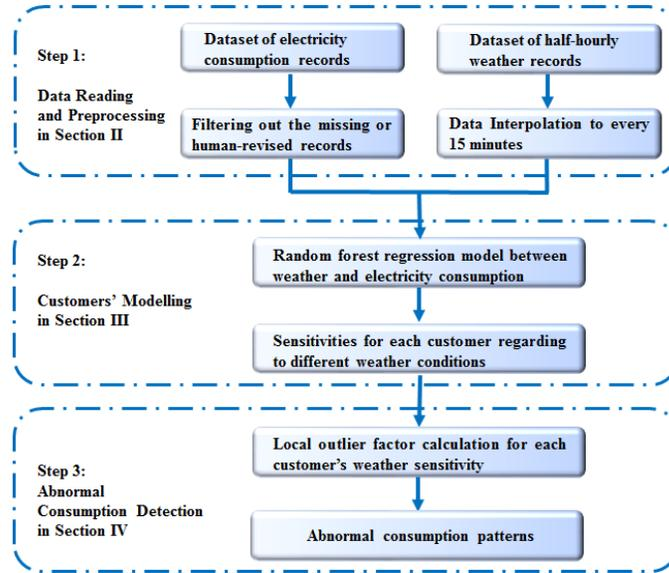 Step 1:
Data Reading
and Preprocessing
in Section II
Dataset of electricity
consumption records
Dataset of half-hourly
weather records
Filtering out the missing or
human-revised records
Data Interpolation to every
15 minutes
Step 2:
Customers’ Modelling
in Section III
Random forest regression model between
weather and electricity consumption
Sensitivities for each customer regarding
to different weather conditions
Step 3:
Abnormal
Consumption Detection
in Section IV
Local outlier factor calculation for each
customer’s weather sensitivity
Abnormal consumption patterns